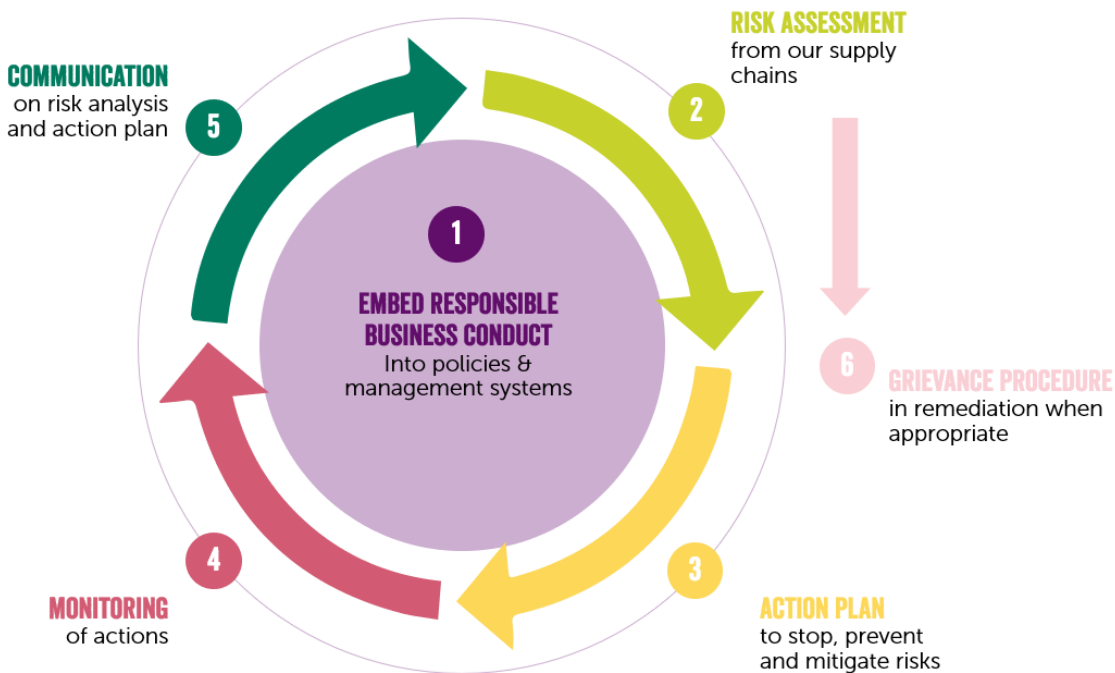 1
EMBED RESPONSIBLE
BUSINESS CONDUCT
Into policies &
management systems
2
RISK ASSESSMENT
from our supply
chains
3
ACTION PLAN
to stop, prevent
and mitigate risks
4
MONITORING
of actions
5
COMMUNICATION
on risk analysis
and action plan
6
GRIEVANCE PROCEDURE
in remediation when
appropriate